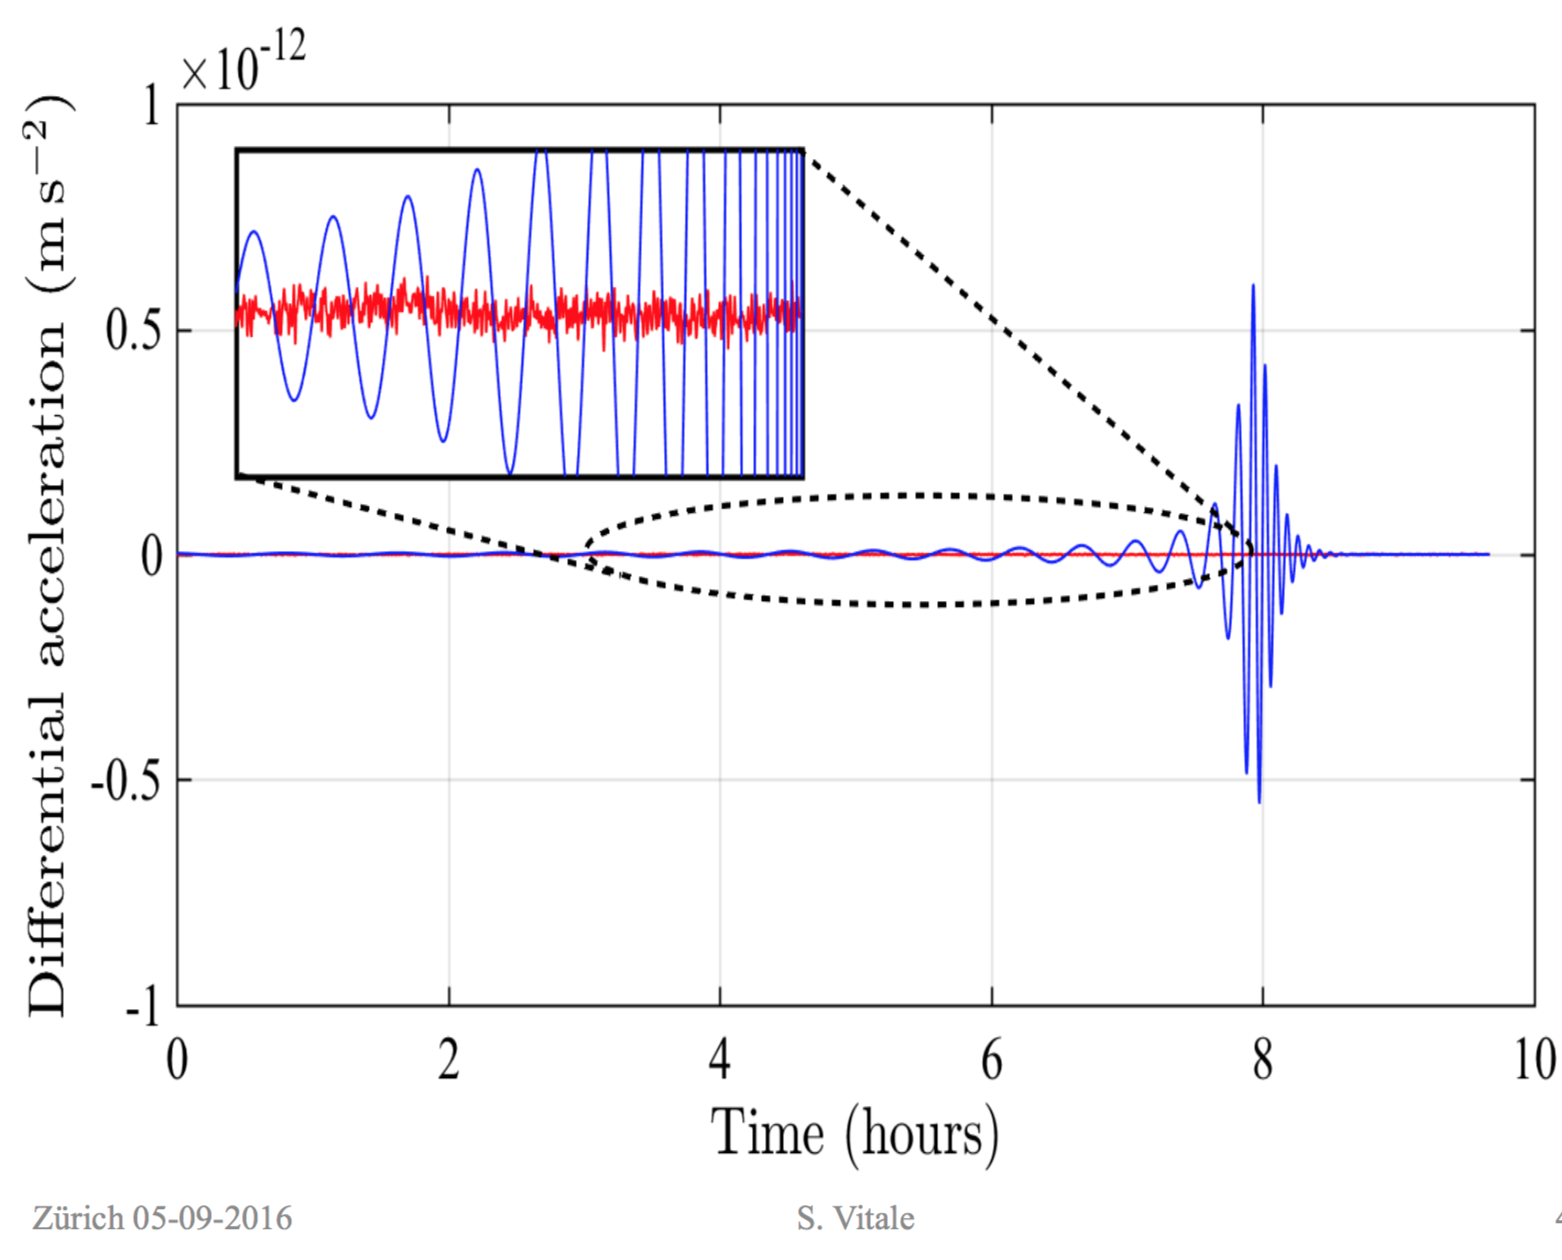 ×10-12
Differential acceleration (m s−2)
1
0.5
0
-0.5
-1
0 2 4 6 8 10
Time (hours)
Zürich 05-09-2016 S. Vitale